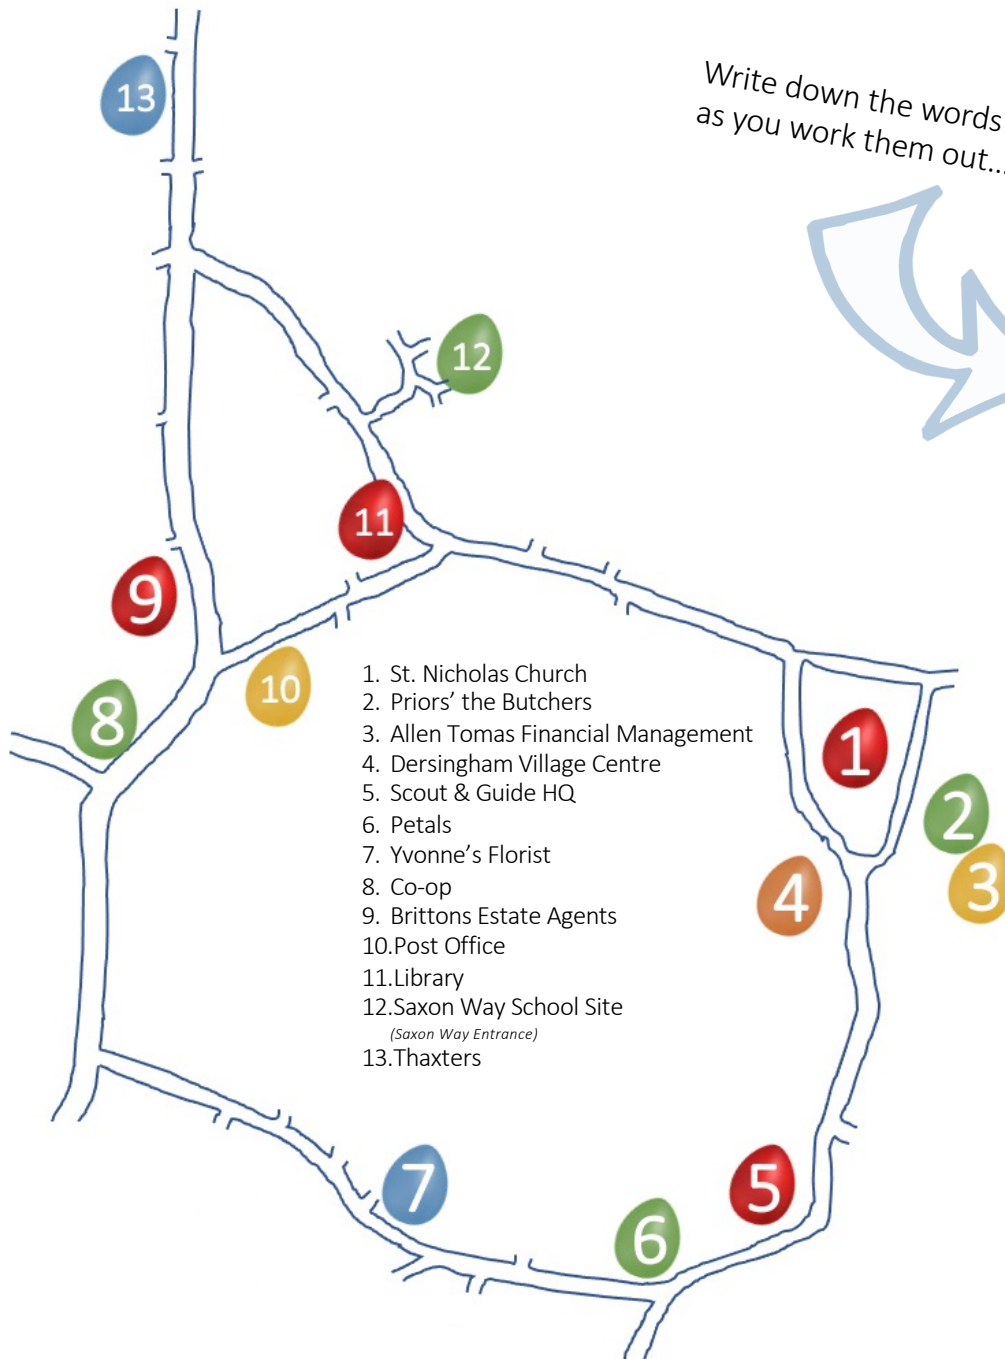 Write down the words
as you work them out...
13
12
11
9
10
8
1. St. Nicholas Church
2. Priors’ the Butchers
3. Allen Tomas Financial Management
4. Dersingham Village Centre
5. Scout & Guide HQ
6. Petals
7. Yvonne’s Florist
8. Co-op
9. Brittons Estate Agents
10.Post Office
11.Library
12.Saxon Way School Site
(Saxon Way Entrance)
13.Thaxters
1
2
3
4
5
6
7